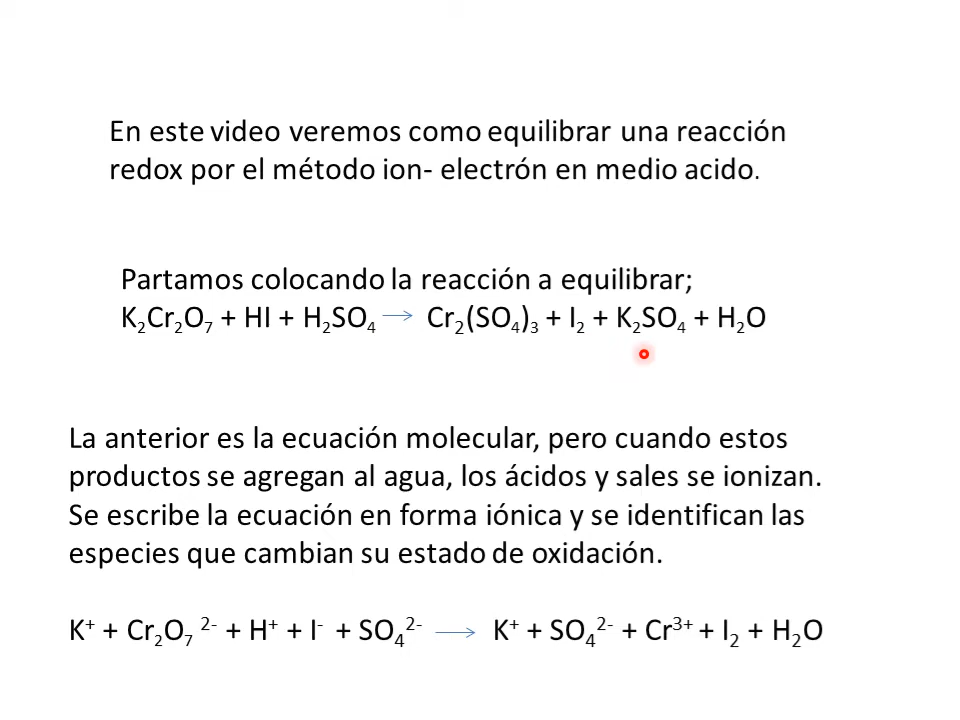 En este video veremos como equilibrar una reacción
redox por el método ion- electrón en medio acido.
Partamos colocando la reacción a equilibrar;
K₂Cr₂O₇ + HI + H₂SO₄ → Cr₂(SO₄)₃ + I₂ + K₂SO₄ + H₂O
La anterior es la ecuación molecular, pero cuando estos
productos se agregan al agua, los ácidos y sales se ionizan.
Se escribe la ecuación en forma iónica y se identifican las
especies que cambian su estado de oxidación.
K⁺ + Cr₂O₇ ²⁻ + H⁺ + I⁻ + SO₄²⁻ → K⁺ + SO₄²⁻ + Cr³⁺ + I₂ + H₂O